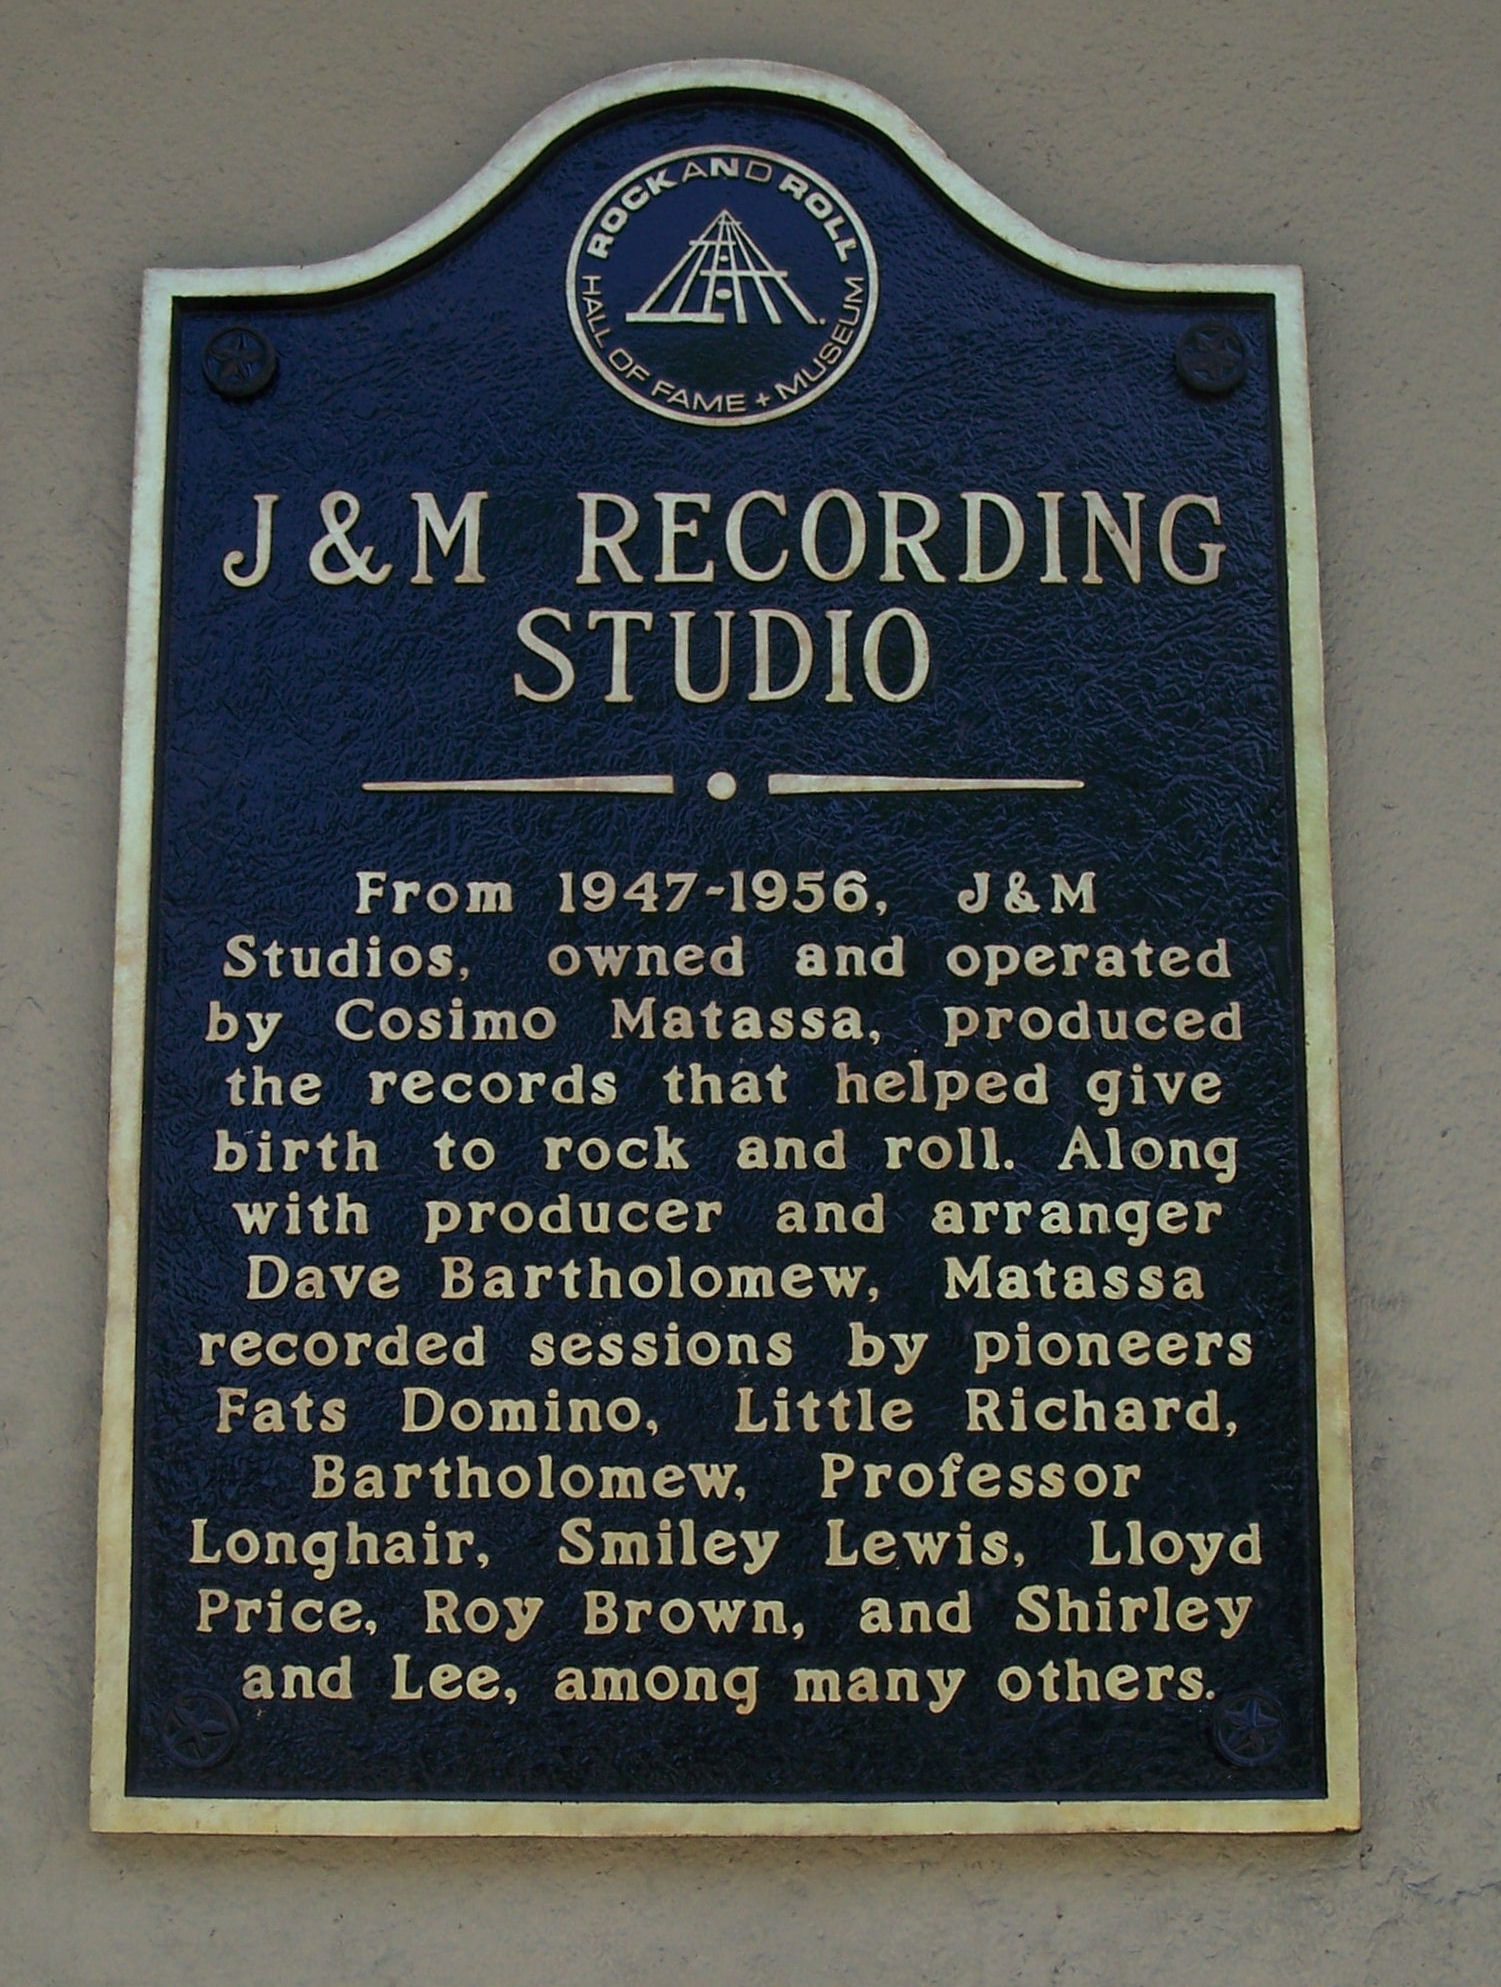 ROCK AND ROLL
HALL OF FAME + MUSEUM
J&M RECORDING
STUDIO
From 1947-1956, J&M
Studios, owned and operated
by Cosimo Matassa, produced
the records that helped give
birth to rock and roll. Along
with producer and arranger
Dave Bartholomew, Matassa
recorded sessions by pioneers
Fats Domino, Little Richard,
Bartholomew, Professor
Longhair, Smiley Lewis, Lloyd
Price, Roy Brown, and Shirley
and Lee, among many others.